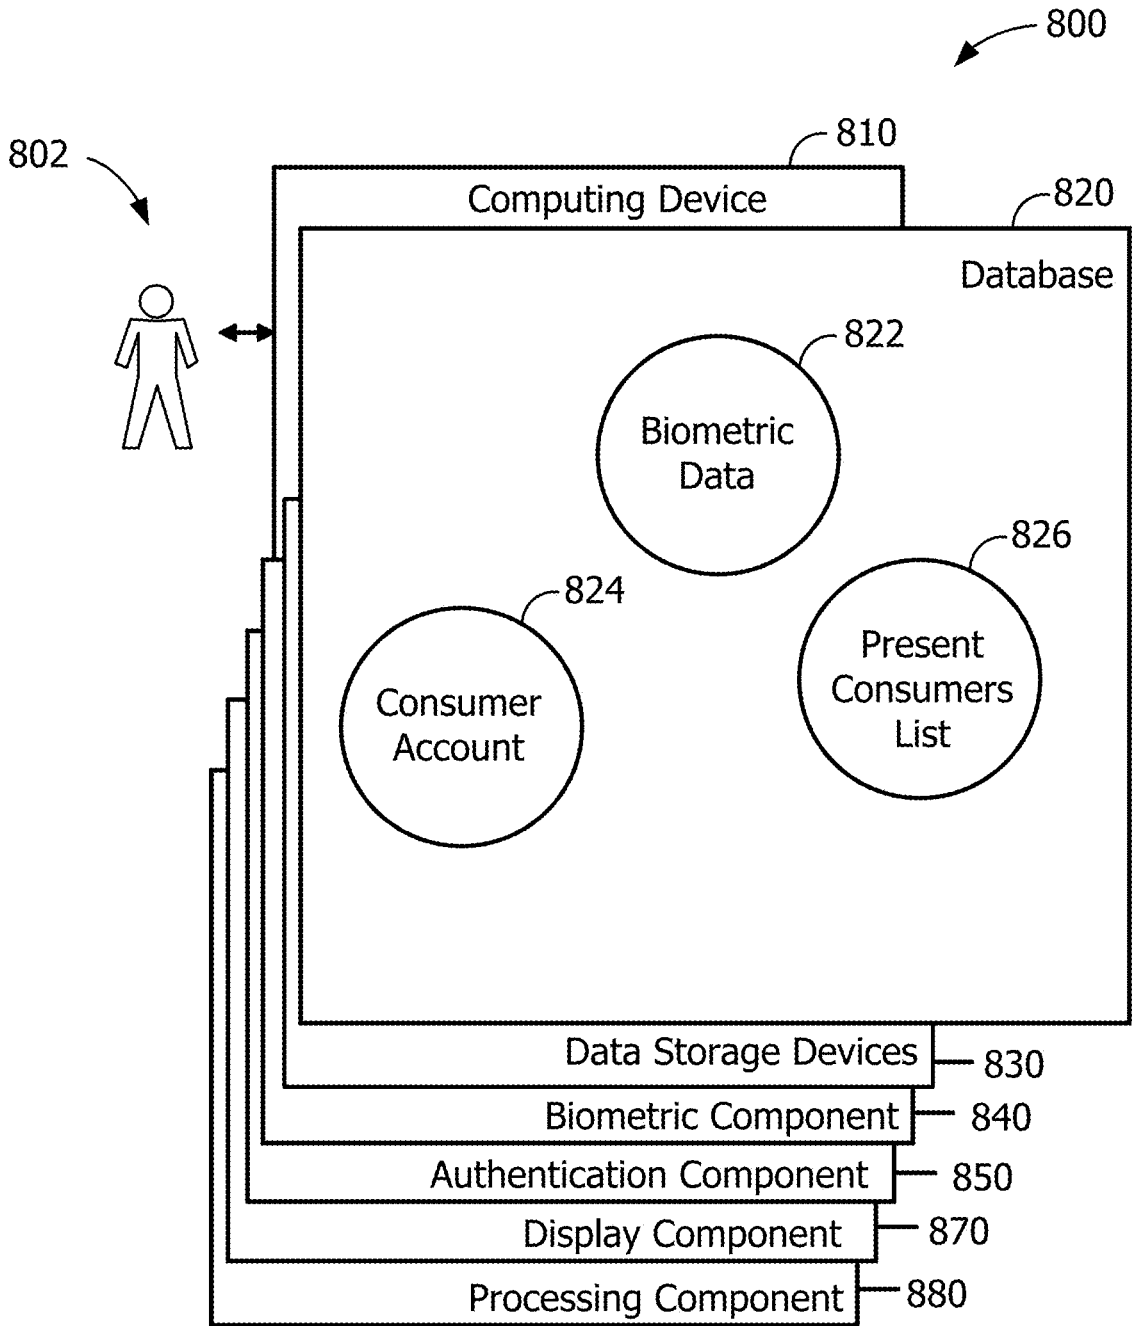 800
802
810
Computing Device
820
Database
822
Biometric
Data
826
824
Present
Consumers
List
Consumer
Account
Data Storage Devices
830
Biometric Component
840
Authentication Component
850
Display Component
870
Processing Component
880